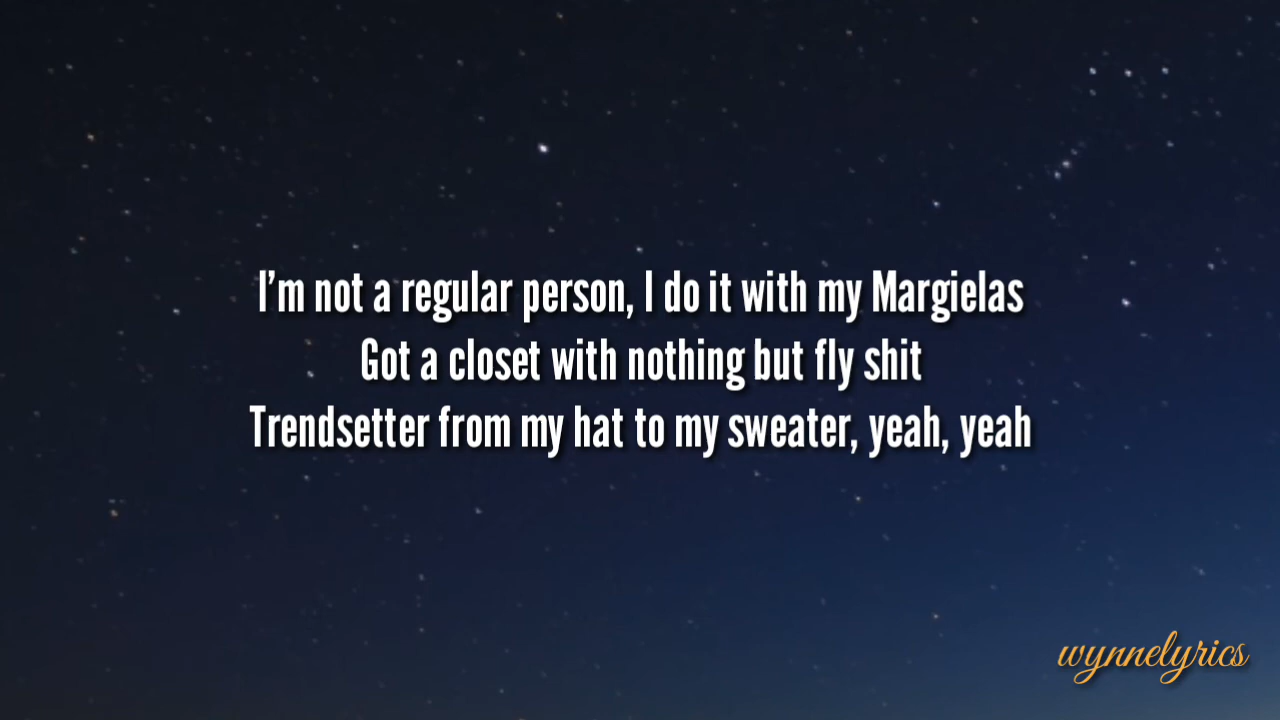 I'm not a regular person, I do it with my Margielas
Got a closet with nothing but fly shit
Trendsetter from my hat to my sweater, yeah, yeah
wynnelyrics